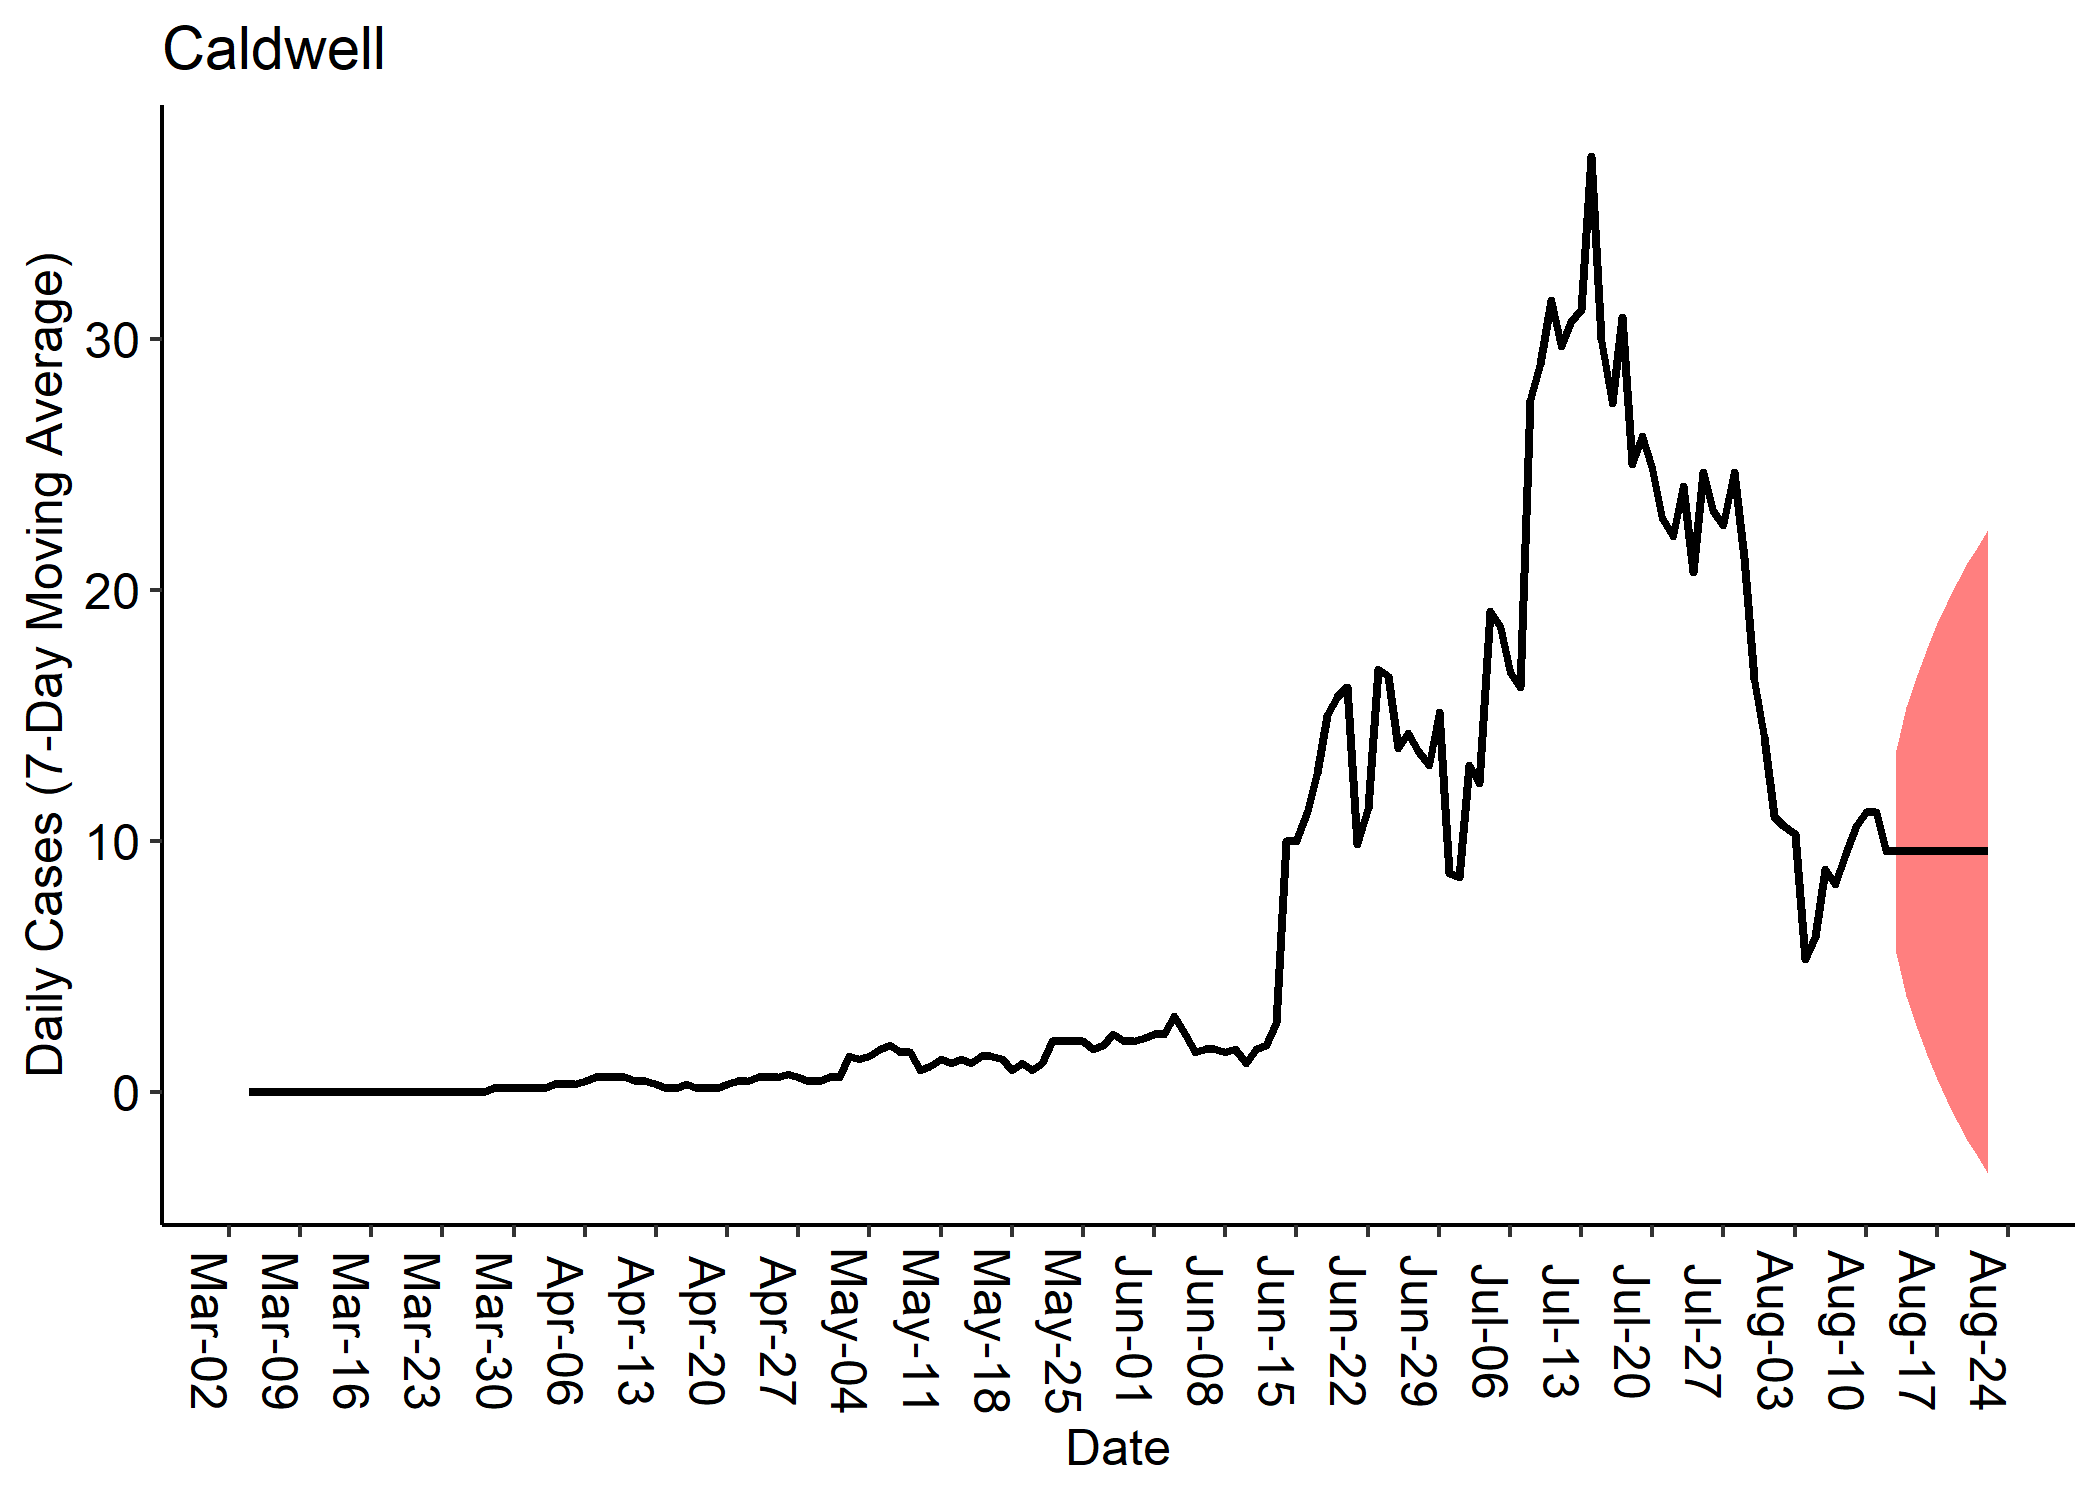 Caldwell
Daily Cases (7-Day Moving Average)
30
20
10
0
Mar-02
Mar-09
Mar-16
Mar-23
Mar-30
Apr-06
Apr-13
Apr-20
Apr-27
May-04
May-11
May-18
May-25
Jun-01
Jun-08
Jun-15
Jun-22
Jun-29
Jul-06
Jul-13
Jul-20
Jul-27
Aug-03
Aug-10
Aug-17
Aug-24
Date